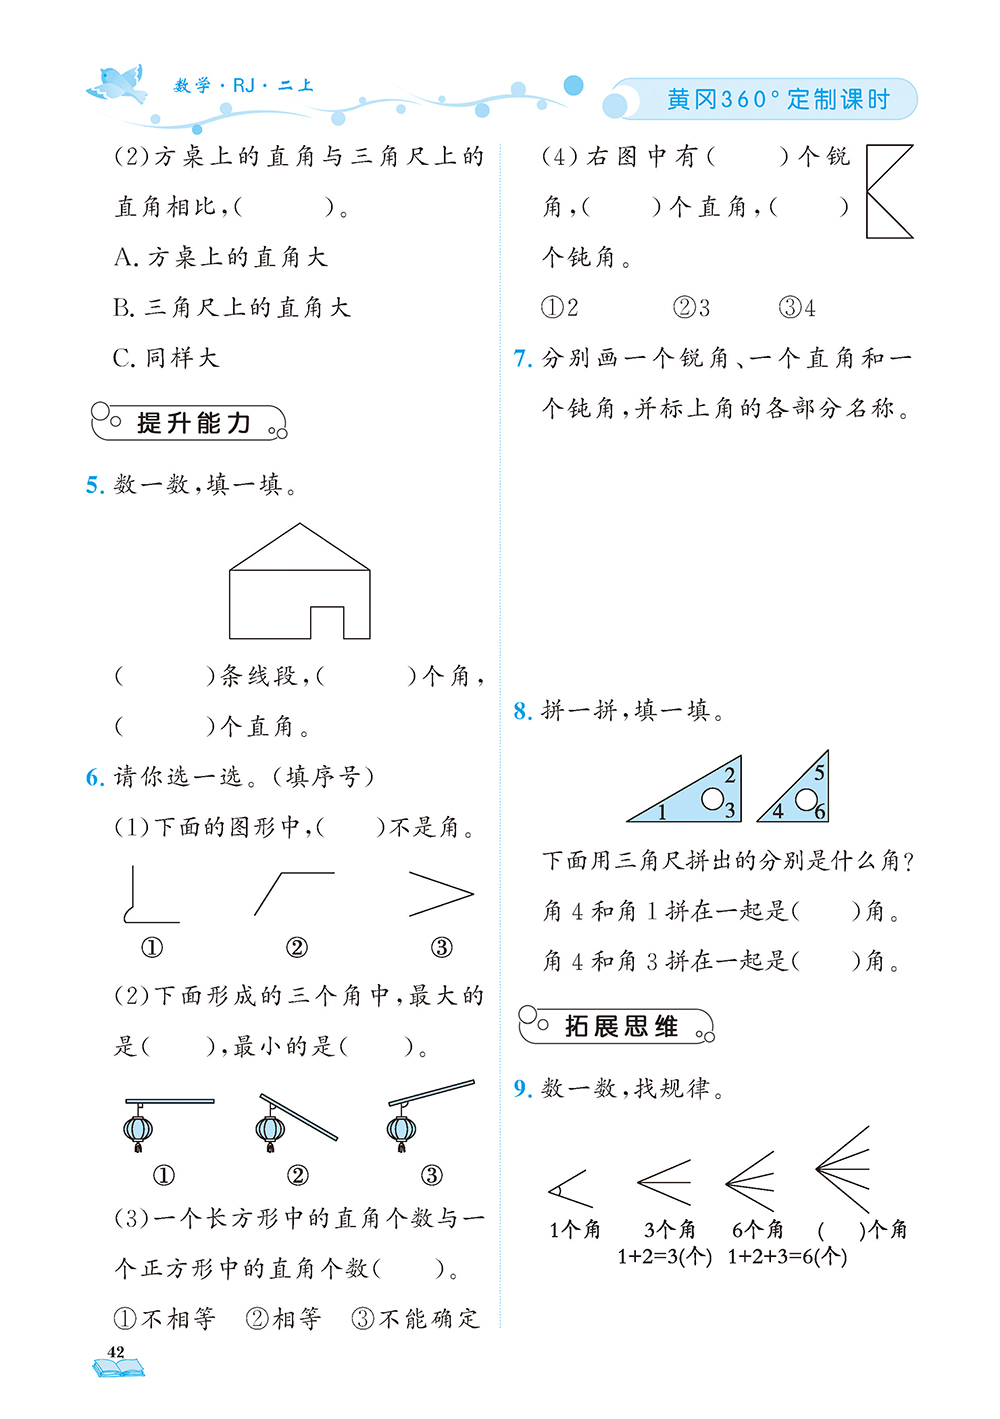 数学·RJ·二上
黄冈360°定制课时
(2)方桌上的直角与三角尺上的
直角相比,(　　)。
A. 方桌上的直角大
B. 三角尺上的直角大
C. 同样大
提升能力
5. 数一数,填一填。
(　　)条线段,(　　)个角,
(　　)个直角。
6. 请你选一选。(填序号)
(1)下面的图形中,(　　)不是角。
① ② ③
(2)下面形成的三个角中,最大的
是(　　),最小的是(　　)。
① ② ③
(3)一个长方形中的直角个数与一
个正方形中的直角个数(　　)。
①不相等 ②相等 ③不能确定
42
(4)右图中有(　　)个锐
角,(　　)个直角,(　　)
个钝角。
①2 ②3 ③4
7. 分别画一个锐角、一个直角和一
个钝角,并标上角的各部分名称。
8. 拼一拼,填一填。
2 5
1 3 4 6
下面用三角尺拼出的分别是什么角?
角 4 和角 1 拼在一起是(　　)角。
角 4 和角 3 拼在一起是(　　)角。
拓展思维
9. 数一数,找规律。
1个角 3个角 6个角 (　　)个角
1+2=3(个) 1+2+3=6(个)